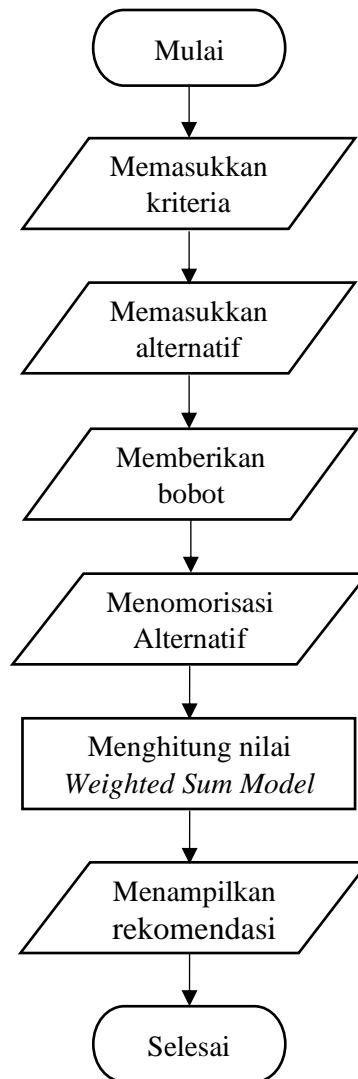 Mulai
Memasukkan
kriteria
Memasukkan
alternatif
Memberikan
bobot
Menomorisasi
Alternatif
Menghitung nilai
Weighted Sum Model
Menampilkan
rekomendasi
Selesai